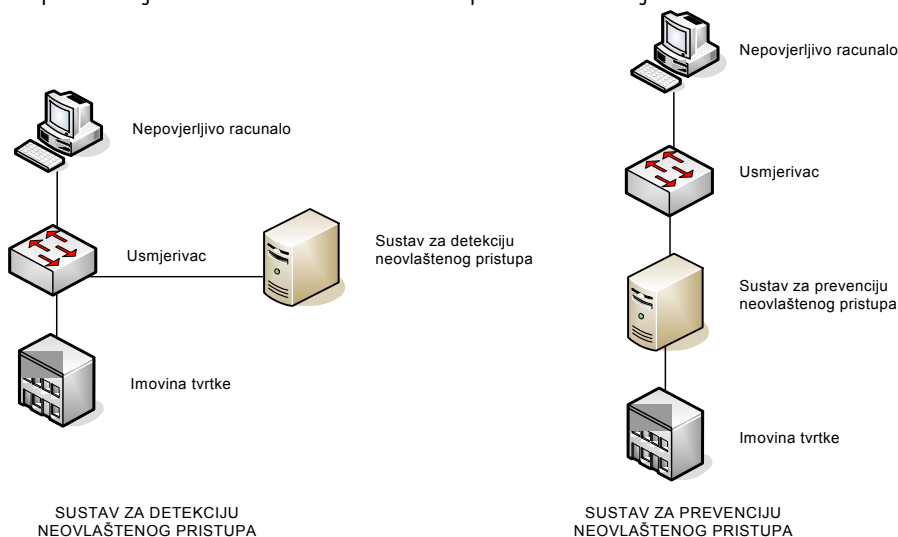 Nepovjerljivo racunalo
Usmjerivac
Sustav za detekciju
neovlaštenog pristupa
Imovina tvrtke
SUSTAV ZA DETEKCIJU
NEOVLAŠTENOG PRISTUPA
Nepovjerljivo racunalo
Usmjerivac
Sustav za prevenciju
neovlaštenog pristupa
Imovina tvrtke
SUSTAV ZA PREVENCIJU
NEOVLAŠTENOG PRISTUPA